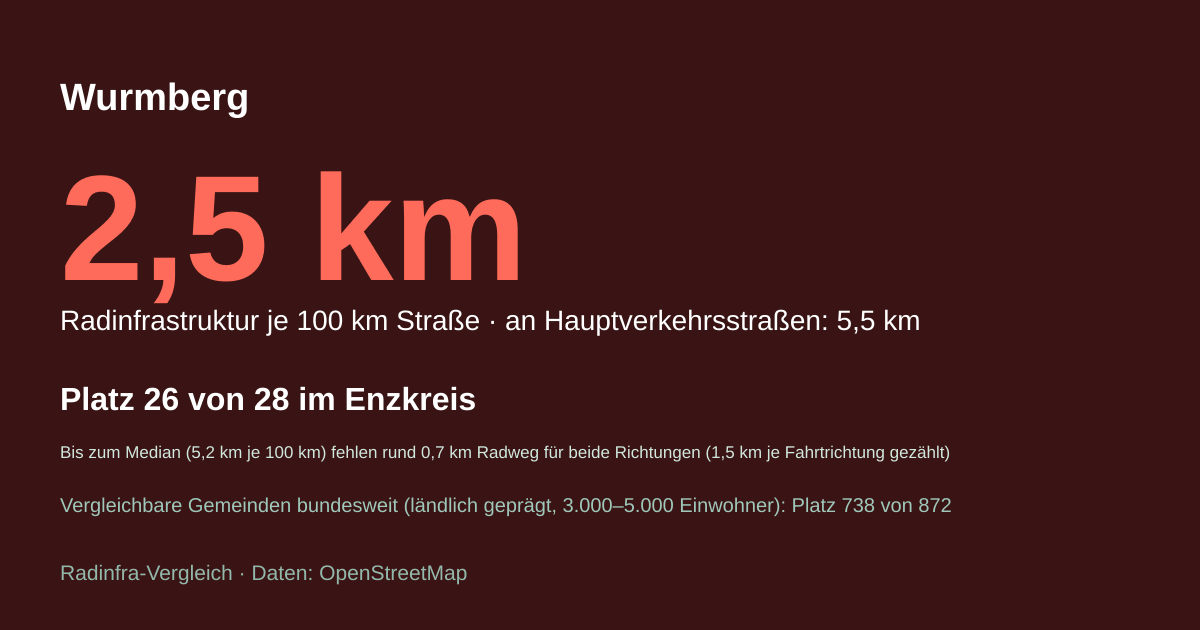 Wurmberg
2,5 km
Radinfrastruktur je 100 km Straße · an Hauptverkehrsstraßen: 5,5 km
Platz 26 von 28 im Enzkreis
Bis zum Median (5,2 km je 100 km) fehlen rund 0,7 km Radweg für beide Richtungen (1,5 km je Fahrtrichtung gezählt)
Vergleichbare Gemeinden bundesweit (ländlich geprägt, 3.000–5.000 Einwohner): Platz 738 von 872
Radinfra-Vergleich · Daten: OpenStreetMap